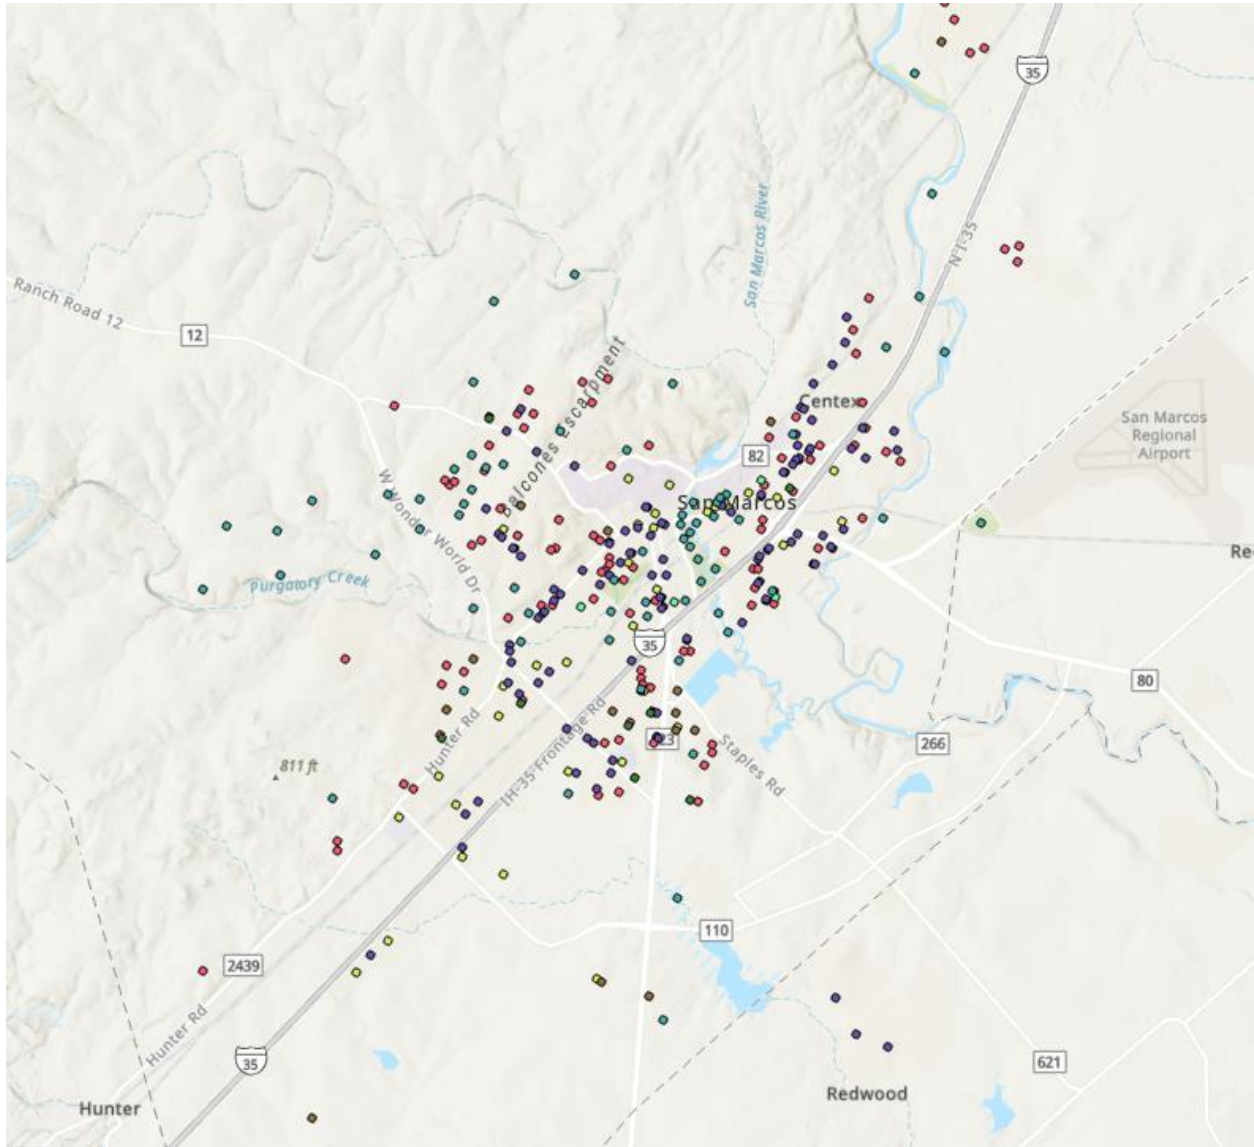 35
N-I-35
San Marcos River
Ranch Road 12
12
Balcones Escarpment
Centex
San Marcos
Regional
Airport
82
San Marcos
W Wonder World Dr
Purgatory Creek
35
80
Hunter Rd
IH-35 Frontage Rd
Staples Rd
266
811 ft
110
2439
Hunter Rd
35
621
Redwood
Hunter